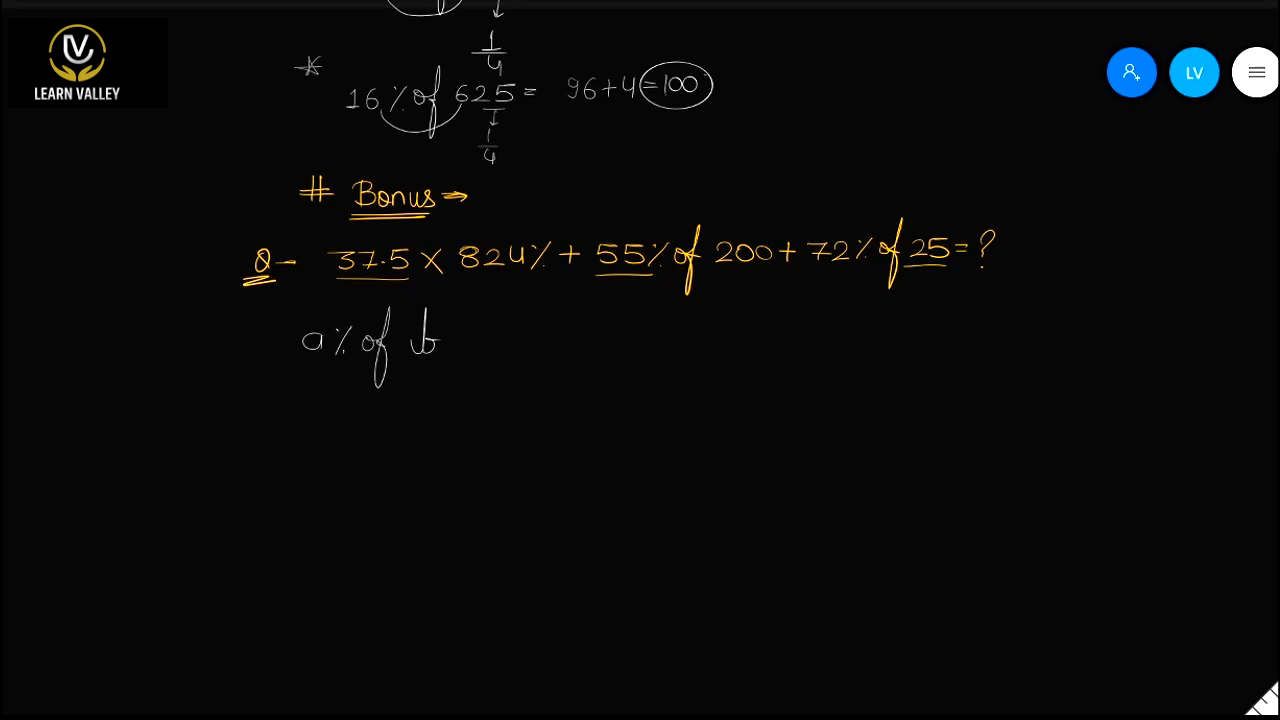 LEARN VALLEY
LV
1/4
* 16% of 625 = 96+4=100
1/4
# Bonus→
Q- 37.5 × 824% + 55% of 200 + 72% of 25 = ?
a% of b